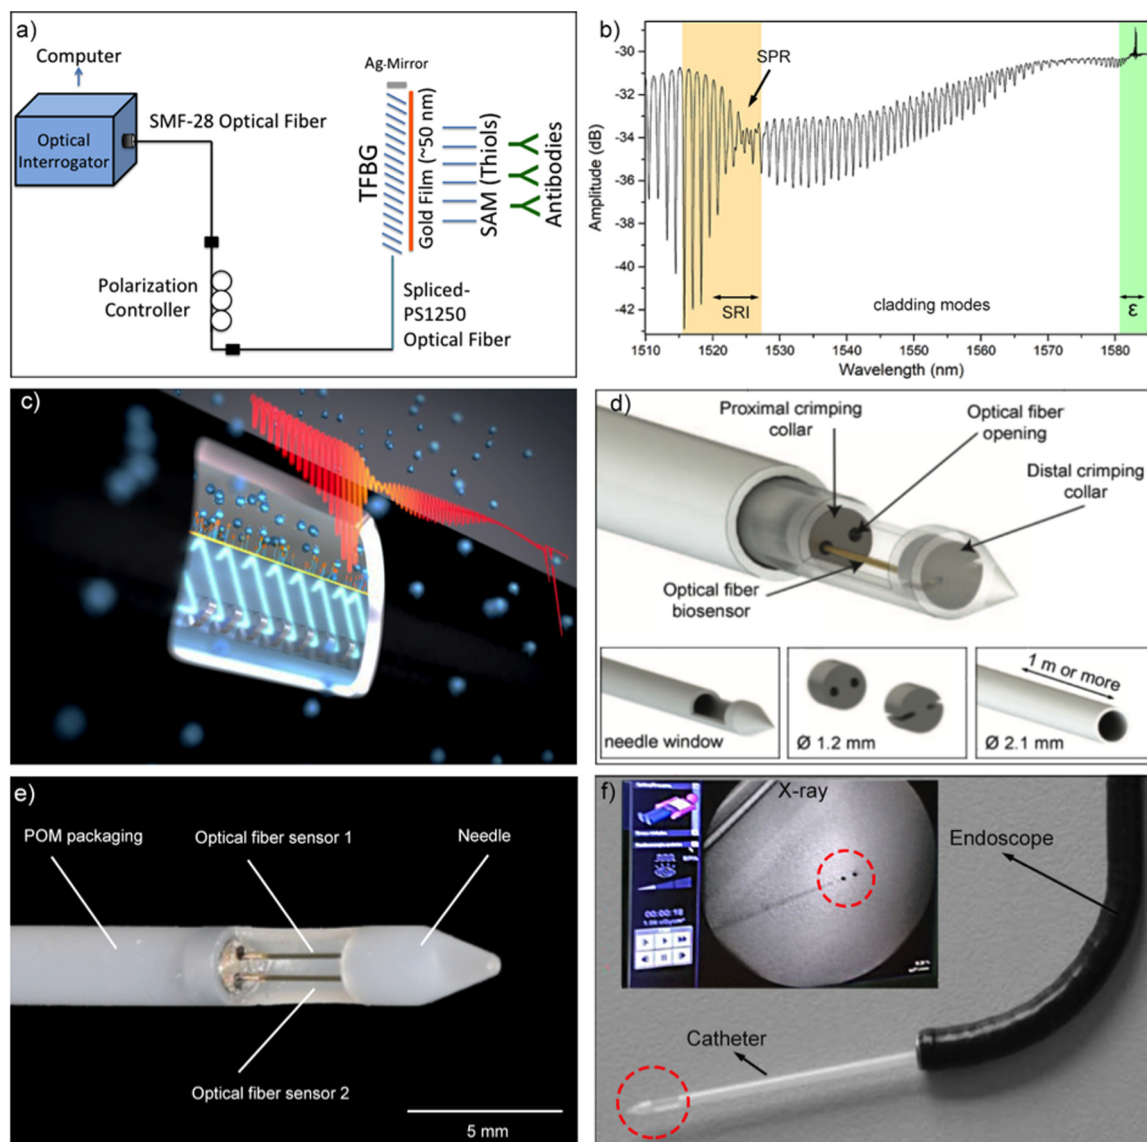 a)
Computer
Optical
Interrogator
SMF-28 Optical Fiber
Polarization
Controller
Ag-Mirror
TFBG
Gold Film (~50 nm)
SAM (Thiols)
Antibodies
Spliced-
PS1250
Optical Fiber
b)
SPR
-30
-32
-34
-36
-38
-40
-42
Amplitude (dB)
SRI
cladding modes
ε
1510
1520
1530
1540
1550
1560
1570
1580
Wavelength (nm)
c)
d)
Proximal crimping
collar
Optical fiber
opening
Distal crimping
collar
Optical fiber
biosensor
needle window
Ø 1.2 mm
1 m or more
Ø 2.1 mm
e)
POM packaging
Optical fiber sensor 1
Needle
Optical fiber sensor 2
5 mm
f)
X-ray
00:00:18
Endoscope
Catheter